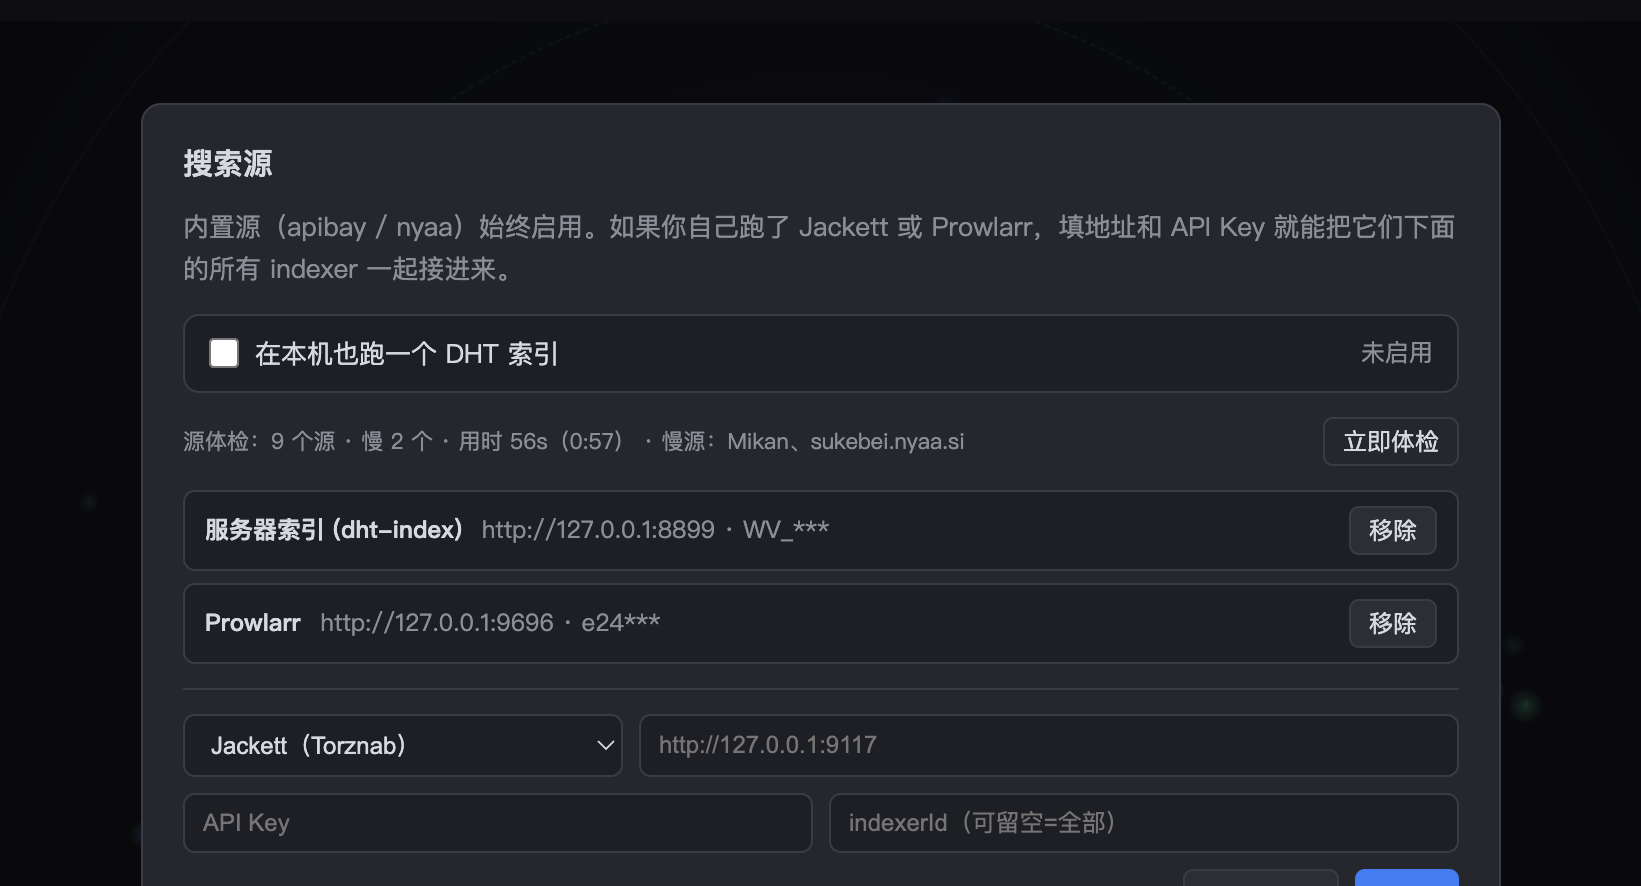 搜索源
内置源（apibay / nyaa）始终启用。如果你自己跑了 Jackett 或 Prowlarr，填地址和 API Key 就能把它们下面
的所有 indexer 一起接进来。
在本机也跑一个 DHT 索引
未启用
源体检：9 个源 · 慢 2 个 · 用时 56s（0:57） · 慢源：Mikan、sukebei.nyaa.si
立即体检
服务器索引 (dht-index) http://127.0.0.1:8899 · WV_***
移除
Prowlarr http://127.0.0.1:9696 · e24***
移除
Jackett（Torznab）
http://127.0.0.1:9117
API Key
indexerId（可留空=全部）